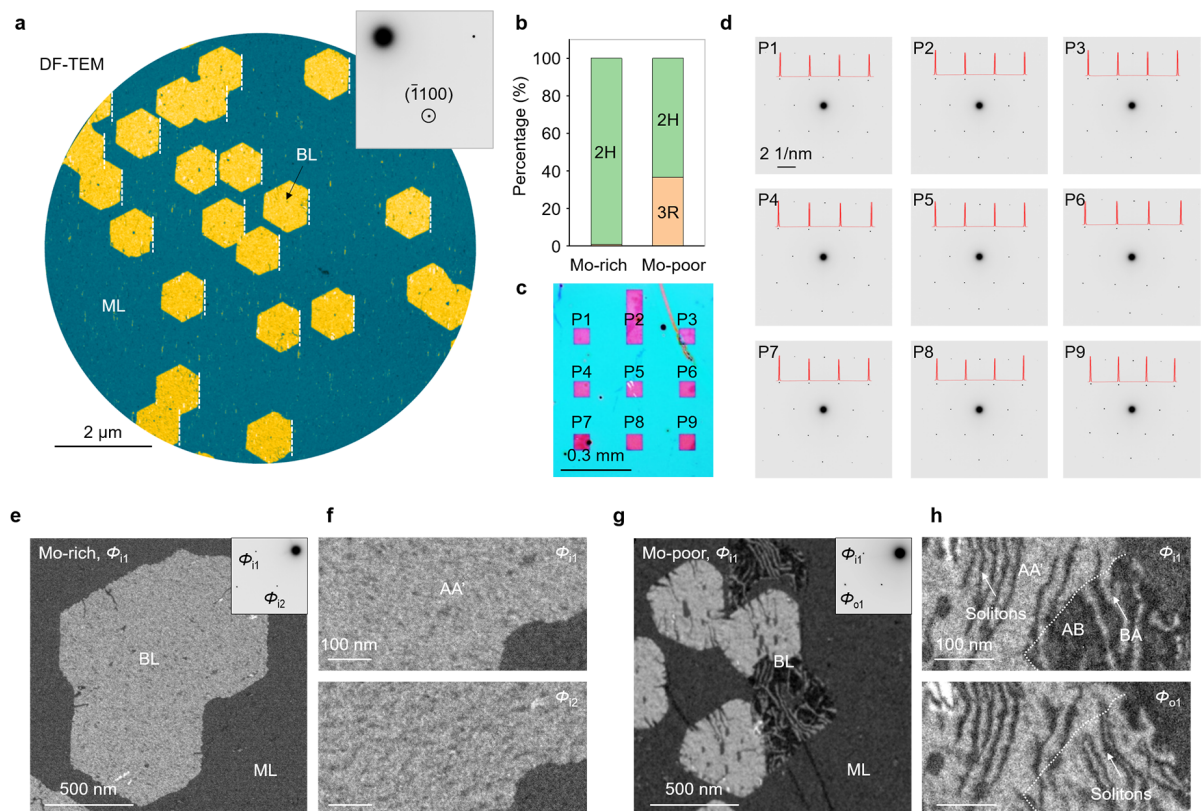 a
DF-TEM
(1̅100)
BL
ML
2 μm
b
Percentage (%)
100
80
60
40
20
0
2H
2H
3R
Mo-rich
Mo-poor
c
P1
P2
P3
P4
P5
P6
P7
P8
P9
0.3 mm
d
P1
P2
P3
2 1/nm
P4
P5
P6
P7
P8
P9
e
Mo-rich, Φi1
Φi1
Φi2
BL
ML
500 nm
f
Φi1
AA'
100 nm
Φi2
g
Mo-poor, Φi1
Φi1
Φo1
BL
ML
500 nm
h
Φi1
AA'
Solitons
AB
BA
100 nm
Φo1
Solitons